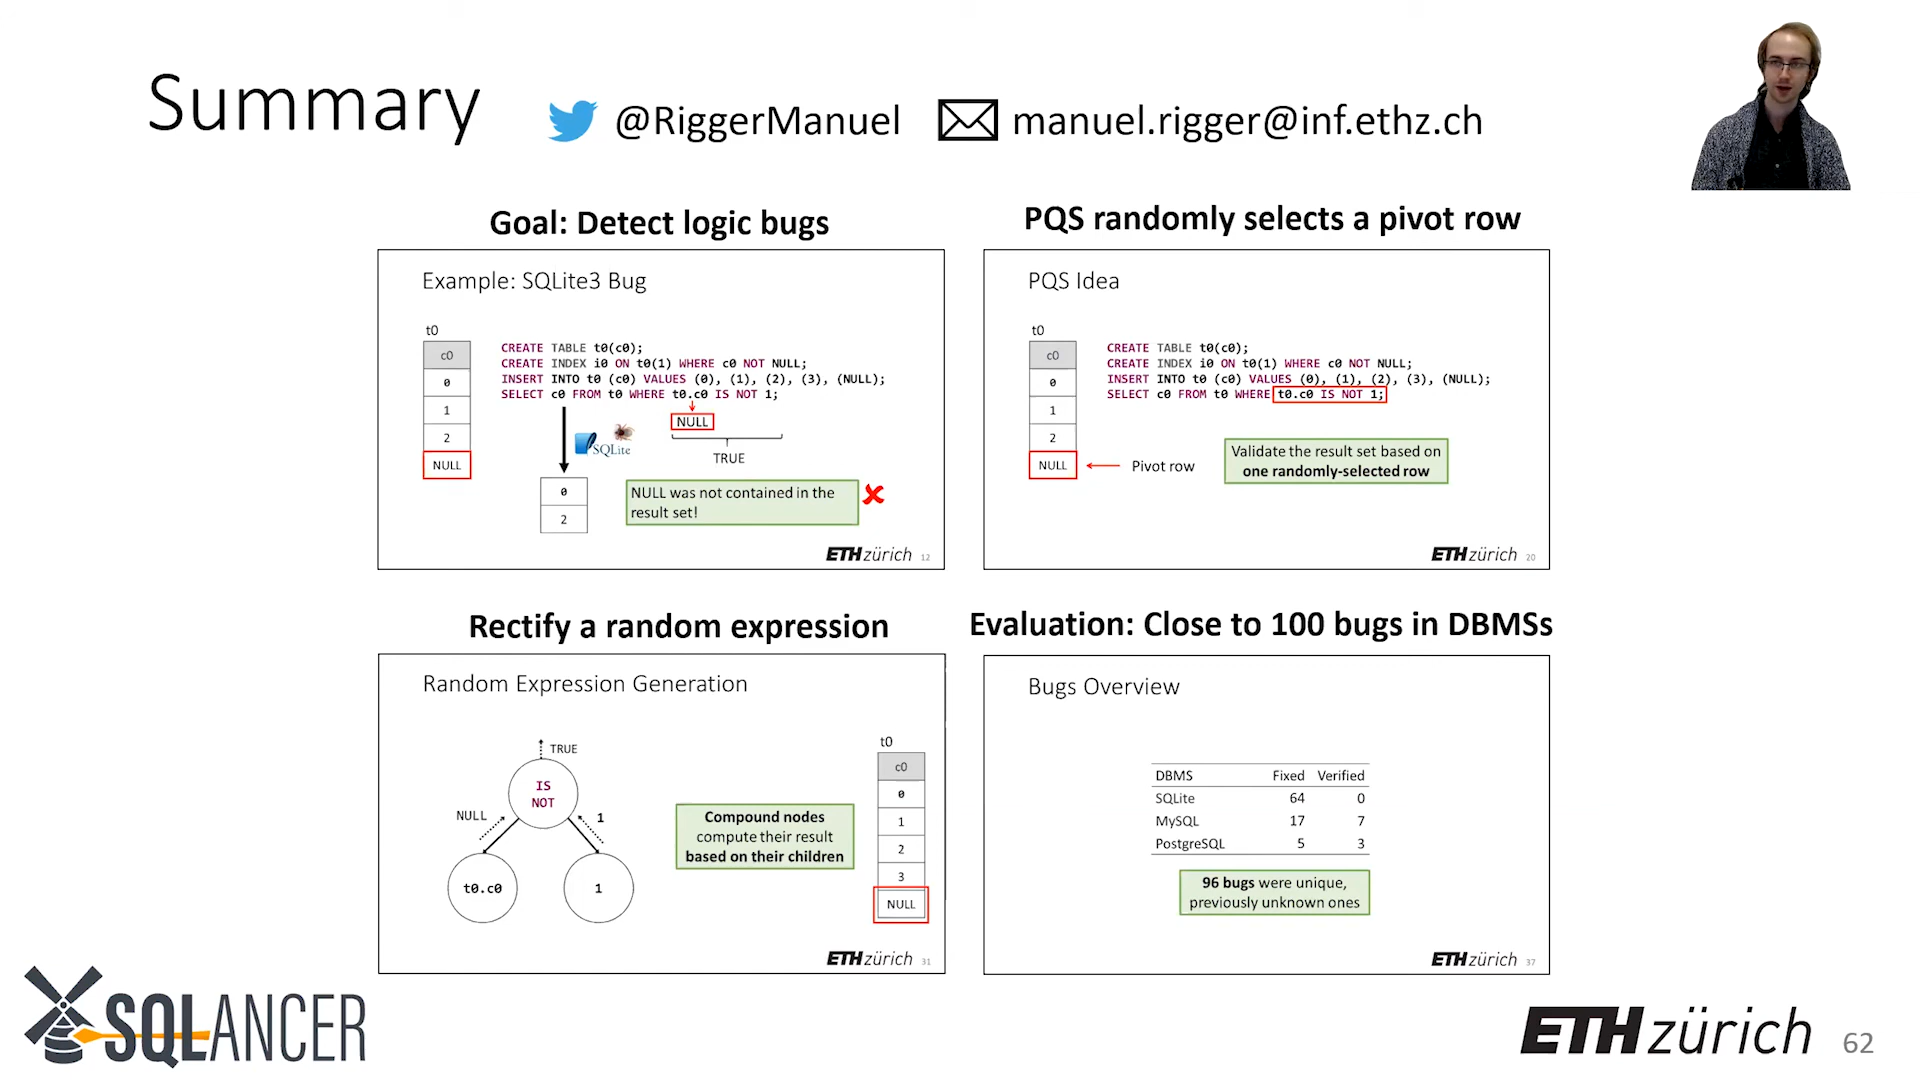 Summary
@RiggerManuel
manuel.rigger@inf.ethz.ch
Goal: Detect logic bugs
Example: SQLite3 Bug
t0
c0
0
1
2
NULL
CREATE TABLE t0(c0);
CREATE INDEX i0 ON t0(1) WHERE c0 NOT NULL;
INSERT INTO t0 (c0) VALUES (0), (1), (2), (3), (NULL);
SELECT c0 FROM t0 WHERE t0.c0 IS NOT 1;
NULL
TRUE
SQLite
0
2
NULL was not contained in the
result set!
ETH zürich 12
PQS randomly selects a pivot row
PQS Idea
t0
c0
0
1
2
NULL
CREATE TABLE t0(c0);
CREATE INDEX i0 ON t0(1) WHERE c0 NOT NULL;
INSERT INTO t0 (c0) VALUES (0), (1), (2), (3), (NULL);
SELECT c0 FROM t0 WHERE t0.c0 IS NOT 1;
Pivot row
Validate the result set based on
one randomly-selected row
ETH zürich 20
Rectify a random expression
Random Expression Generation
TRUE
IS
NOT
NULL
1
t0.c0
1
Compound nodes
compute their result
based on their children
t0
c0
0
1
2
3
NULL
ETH zürich 31
Evaluation: Close to 100 bugs in DBMSs
Bugs Overview
DBMS Fixed Verified
SQLite 64 0
MySQL 17 7
PostgreSQL 5 3
96 bugs were unique,
previously unknown ones
ETH zürich 37
SQLANCER
ETH zürich
62